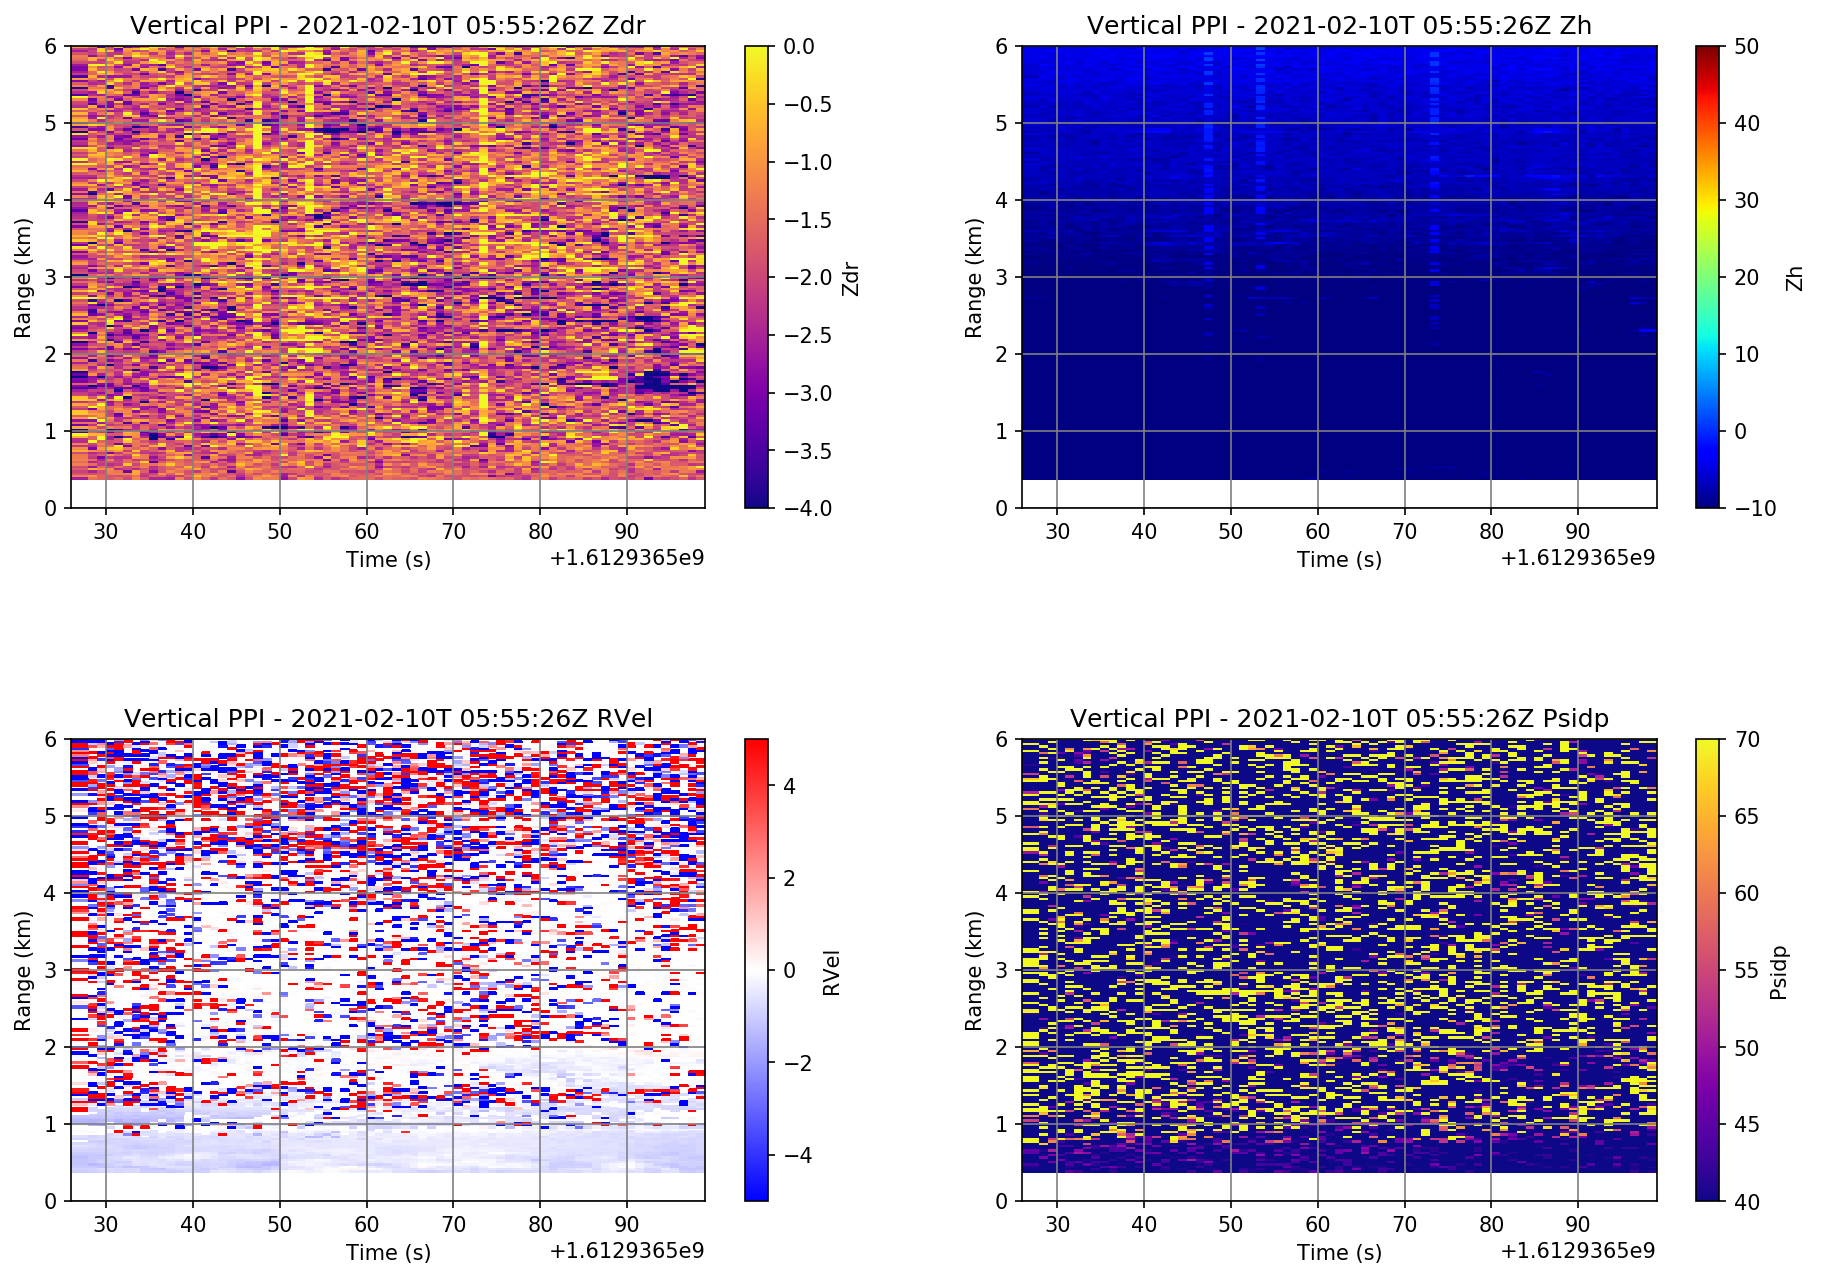 Vertical PPI - 2021-02-10T 05:55:26Z Zdr
6
5
4
3
2
1
0
Range (km)
30 40 50 60 70 80 90
Time (s)
+1.6129365e9
0.0
−0.5
−1.0
−1.5
−2.0
−2.5
−3.0
−3.5
−4.0
Zdr
Vertical PPI - 2021-02-10T 05:55:26Z Zh
6
5
4
3
2
1
0
Range (km)
30 40 50 60 70 80 90
Time (s)
+1.6129365e9
50
40
30
20
10
0
−10
Zh
Vertical PPI - 2021-02-10T 05:55:26Z RVel
6
5
4
3
2
1
0
Range (km)
30 40 50 60 70 80 90
Time (s)
+1.6129365e9
4
2
0
−2
−4
RVel
Vertical PPI - 2021-02-10T 05:55:26Z Psidp
6
5
4
3
2
1
0
Range (km)
30 40 50 60 70 80 90
Time (s)
+1.6129365e9
70
65
60
55
50
45
40
Psidp